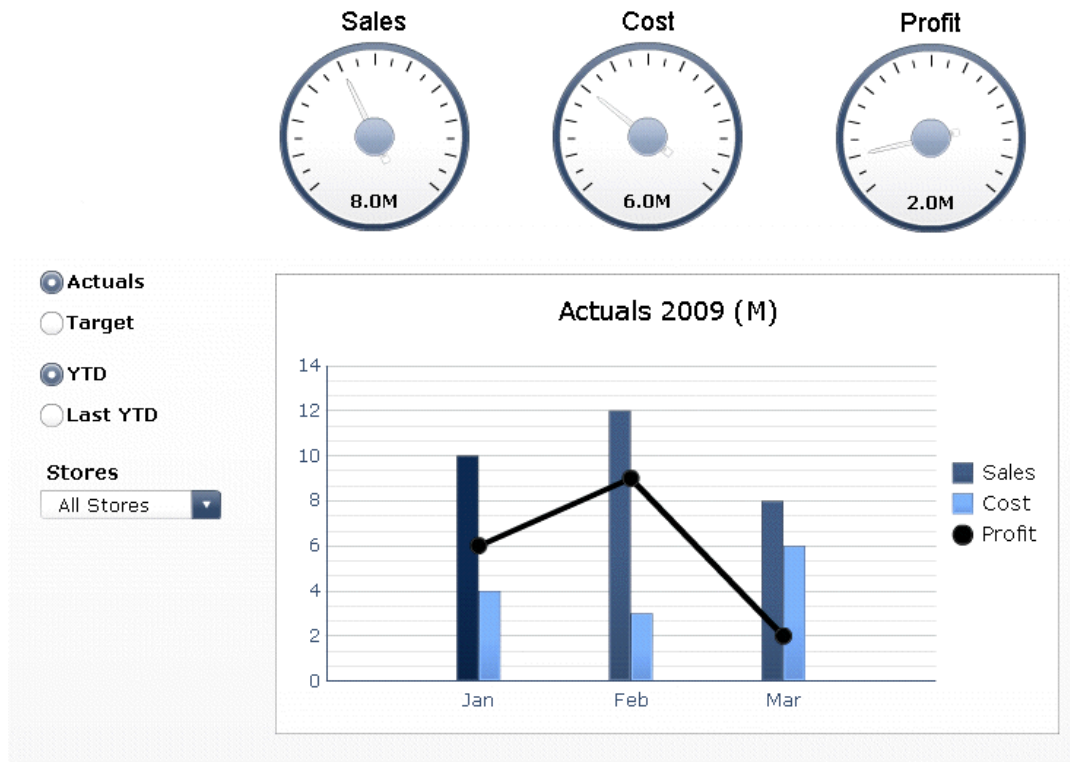 Sales Cost Profit
8.0M 6.0M 2.0M
Actuals
Target
YTD
Last YTD
Stores
All Stores
Actuals 2009 (M)
14
12
10
8
6
4
2
0
Jan Feb Mar
Sales
Cost
Profit